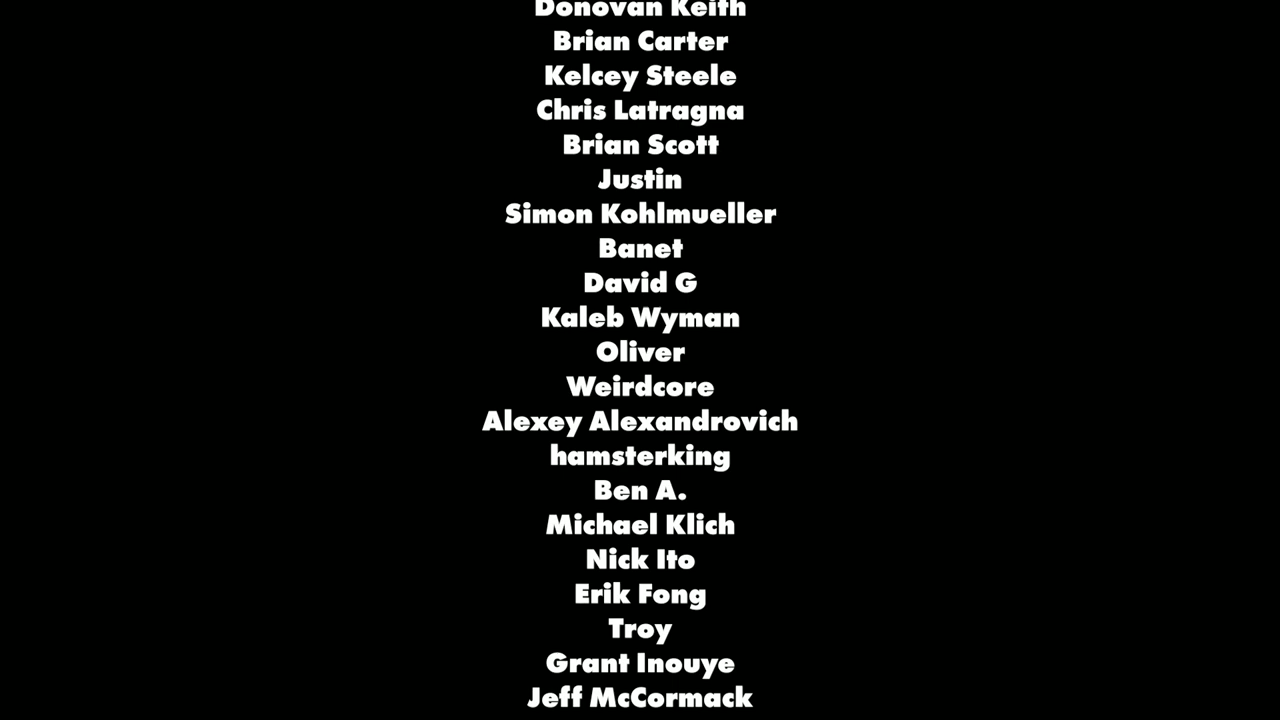 Donovan Keith
Brian Carter
Kelcey Steele
Chris Latragna
Brian Scott
Justin
Simon Kohlmueller
Banet
David G
Kaleb Wyman
Oliver
Weirdcore
Alexey Alexandrovich
hamsterking
Ben A.
Michael Klich
Nick Ito
Erik Fong
Troy
Grant Inouye
Jeff McCormack